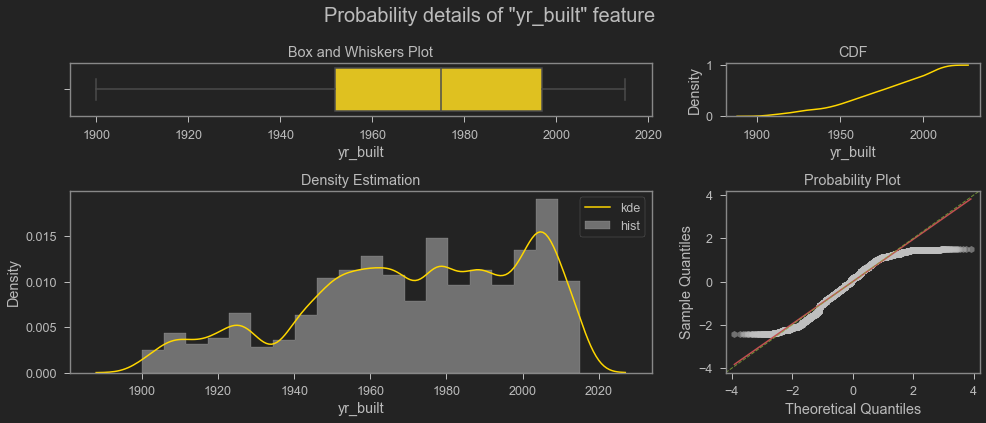 Probability details of "yr_built" feature
Box and Whiskers Plot
1900 1920 1940 1960 1980 2000 2020
yr_built
CDF
1
0
Density
1900 1950 2000
yr_built
Density Estimation
kde
hist
0.015
0.010
0.005
0.000
Density
1900 1920 1940 1960 1980 2000 2020
yr_built
Probability Plot
4
2
0
−2
−4
Sample Quantiles
−4 −2 0 2 4
Theoretical Quantiles